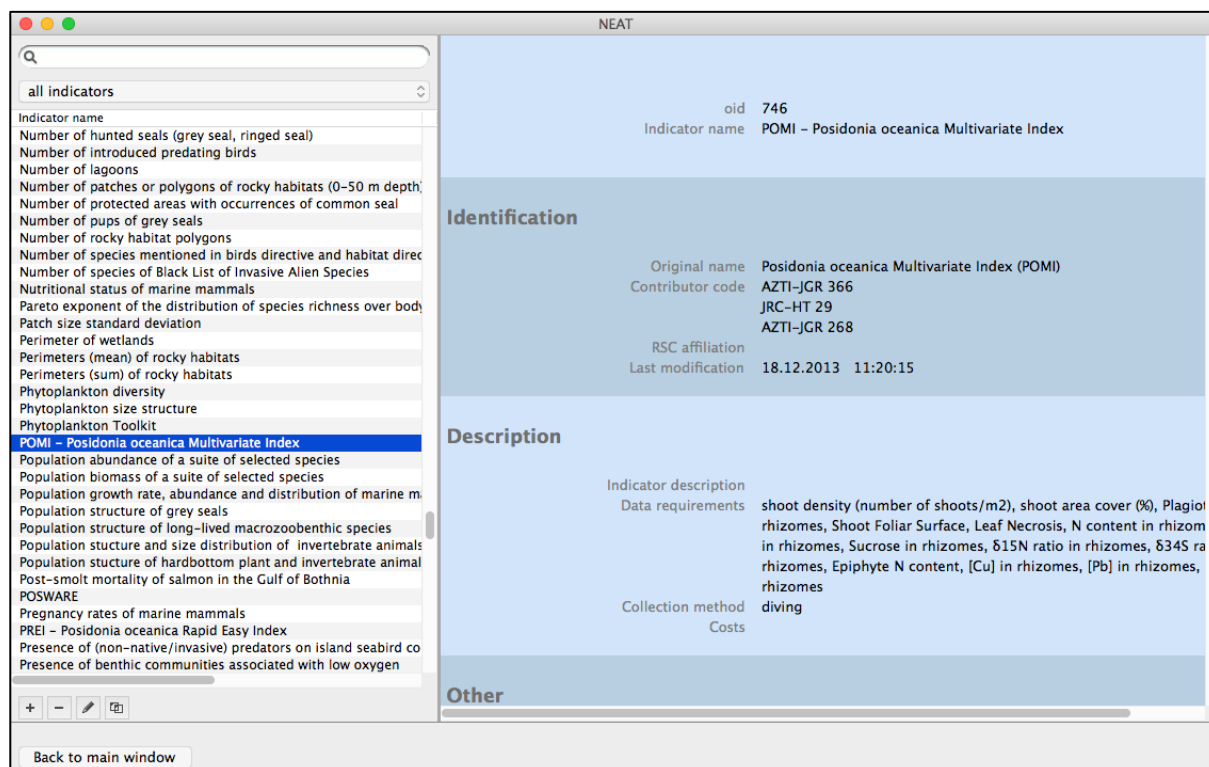 NEAT
all indicators
Indicator name
Number of hunted seals (grey seal, ringed seal)
Number of introduced predating birds
Number of lagoons
Number of patches or polygons of rocky habitats (0-50 m depth)
Number of protected areas with occurrences of common seal
Number of pups of grey seals
Number of rocky habitat polygons
Number of species mentioned in birds directive and habitat direc
Number of species of Black List of Invasive Alien Species
Nutritional status of marine mammals
Pareto exponent of the distribution of species richness over body
Patch size standard deviation
Perimeter of wetlands
Perimeters (mean) of rocky habitats
Perimeters (sum) of rocky habitats
Phytoplankton diversity
Phytoplankton size structure
Phytoplankton Toolkit
POMI - Posidonia oceanica Multivariate Index
Population abundance of a suite of selected species
Population biomass of a suite of selected species
Population growth rate, abundance and distribution of marine m
Population structure of grey seals
Population structure of long-lived macrozoobenthic species
Population stucture and size distribution of invertebrate animals
Population stucture of hardbottom plant and invertebrate animal
Post-smolt mortality of salmon in the Gulf of Bothnia
POSWARE
Pregnancy rates of marine mammals
PREI - Posidonia oceanica Rapid Easy Index
Presence of (non-native/invasive) predators on island seabird co
Presence of benthic communities associated with low oxygen
Back to main window
oid 746
Indicator name POMI - Posidonia oceanica Multivariate Index
Identification
Original name Posidonia oceanica Multivariate Index (POMI)
Contributor code AZTI-JGR 366
JRC-HT 29
AZTI-JGR 268
RSC affiliation
Last modification 18.12.2013 11:20:15
Description
Indicator description
Data requirements shoot density (number of shoots/m2), shoot area cover (%), Plagiot
rhizomes, Shoot Foliar Surface, Leaf Necrosis, N content in rhizom
in rhizomes, Sucrose in rhizomes, δ15N ratio in rhizomes, δ34S ra
rhizomes, Epiphyte N content, [Cu] in rhizomes, [Pb] in rhizomes,
rhizomes
Collection method diving
Costs
Other